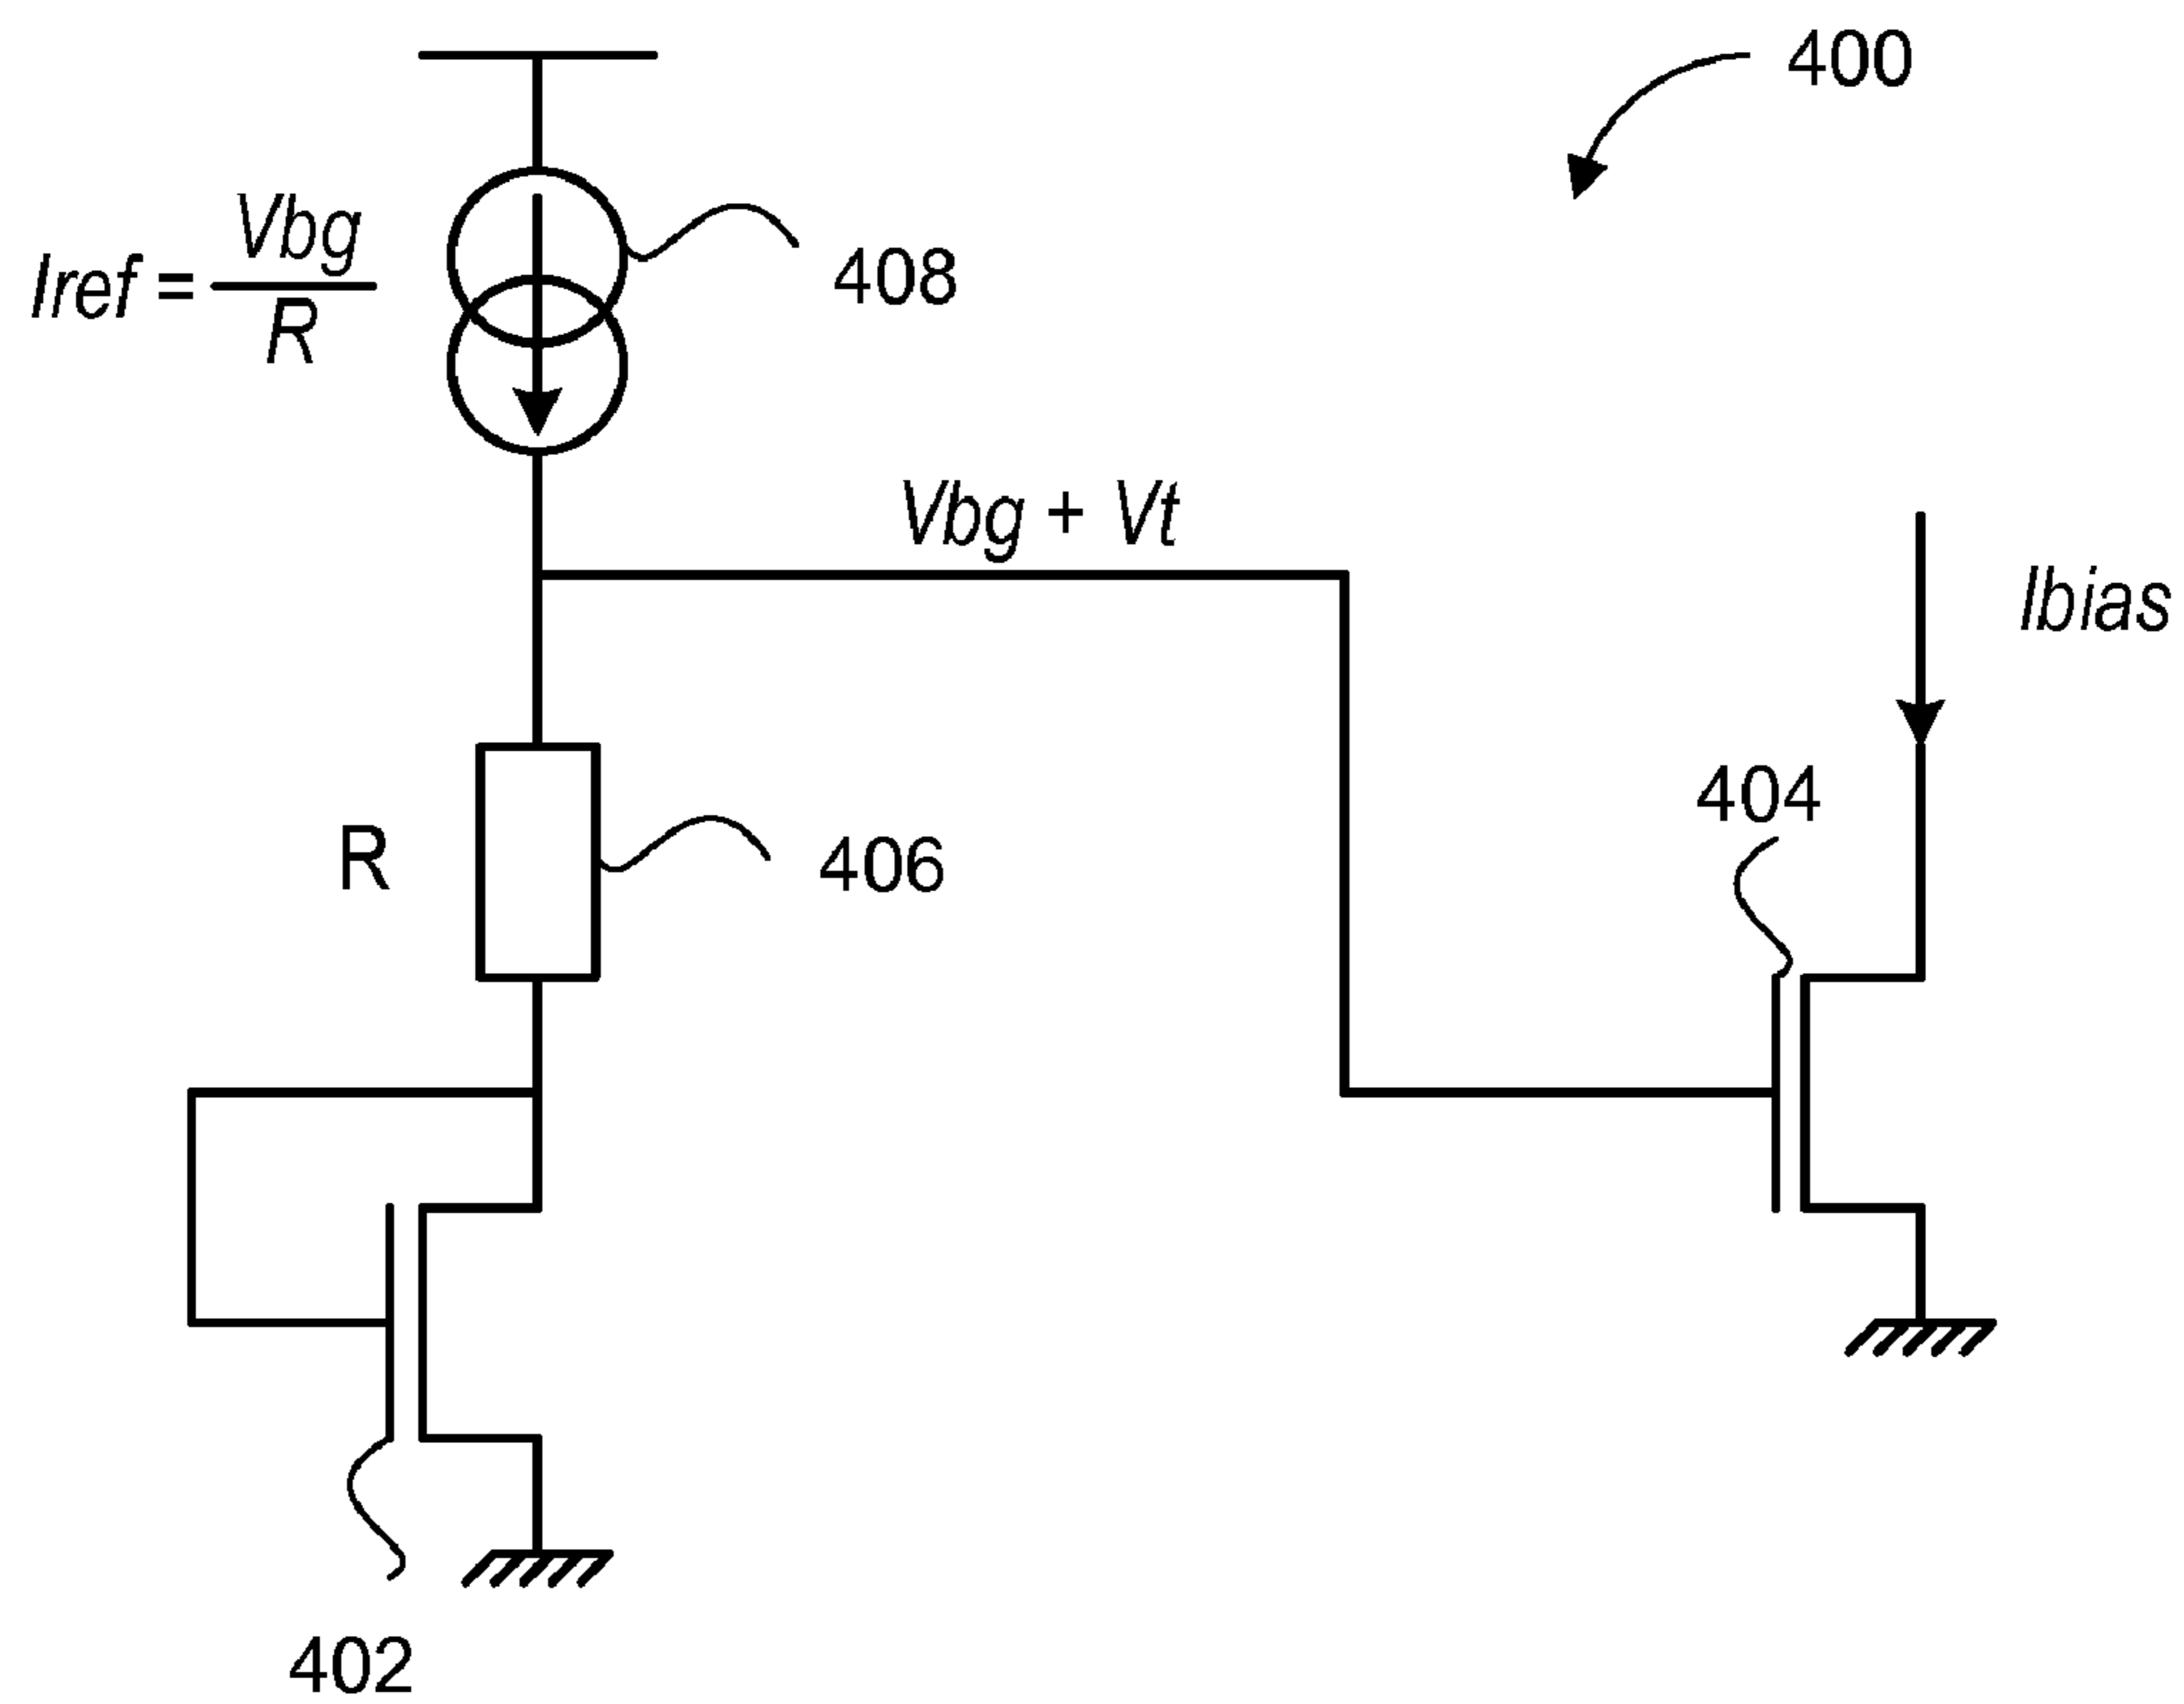 400
Iref = Vbg / R
408
Vbg + Vt
Ibias
404
R
406
402